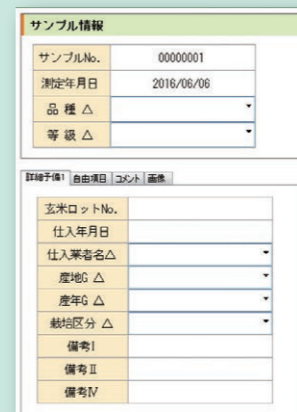 サンプル情報
サンプルNo. 00000001
測定年月日 2016/06/06
品 種 △
等 級 △
詳細予備1 自由項目 コメント 画像
玄米ロットNo.
仕入年月日
仕入業者名△
産地G △
産年G △
栽培区分 △
備考Ⅰ
備考Ⅱ
備考Ⅳ